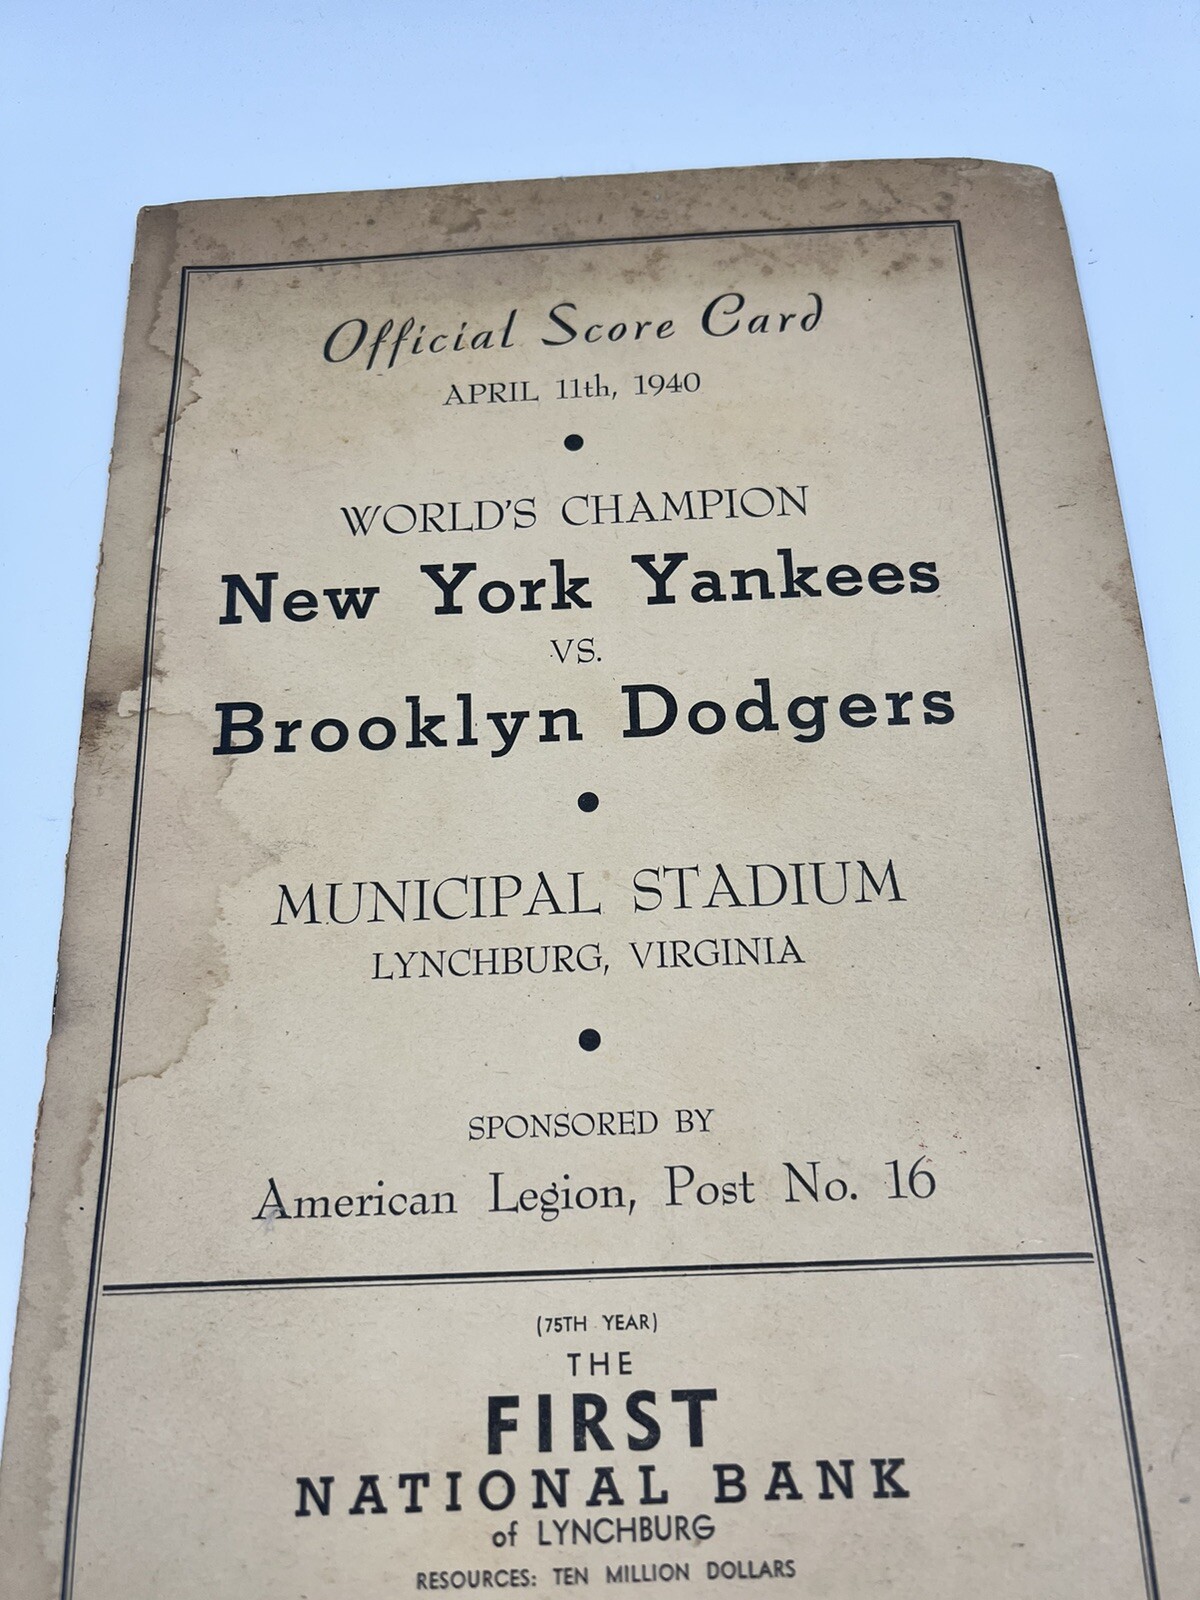 Official Score Card
APRIL 11th, 1940
WORLD'S CHAMPION
New York Yankees
VS.
Brooklyn Dodgers
MUNICIPAL STADIUM
LYNCHBURG, VIRGINIA
SPONSORED BY
American Legion, Post No. 16
(75TH YEAR)
THE
FIRST
NATIONAL BANK
of LYNCHBURG
RESOURCES: TEN MILLION DOLLARS